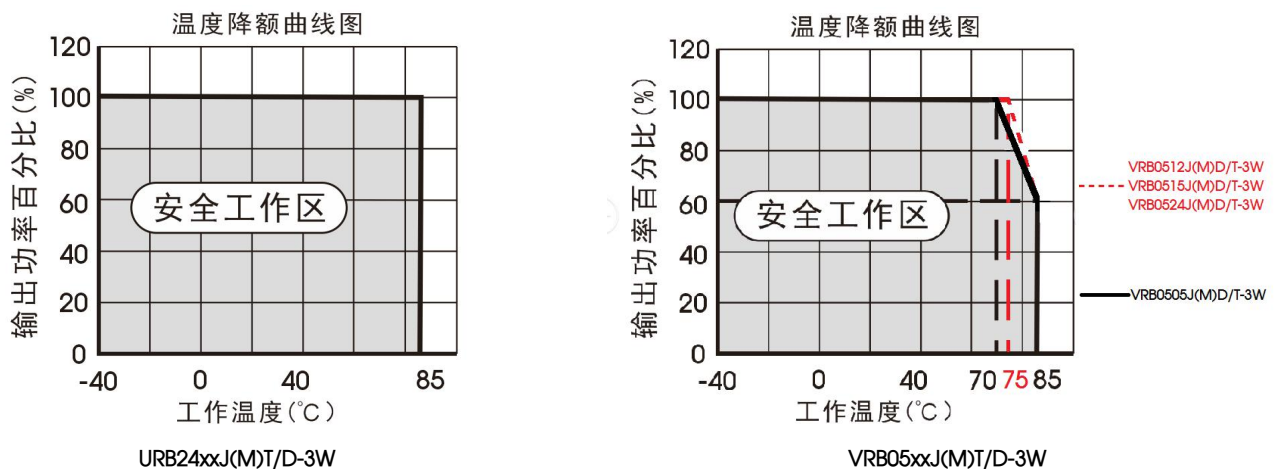 温度降额曲线图
输出功率百分比(%)
120
100
80
60
40
20
0
安全工作区
-40 0 40 85
工作温度(℃)
URB24xxJ(M)T/D-3W
温度降额曲线图
输出功率百分比(%)
120
100
80
60
40
20
0
安全工作区
-40 0 40 70 75 85
工作温度(℃)
VRB0512J(M)D/T-3W
VRB0515J(M)D/T-3W
VRB0524J(M)D/T-3W
VRB0505J(M)D/T-3W
VRB05xxJ(M)T/D-3W